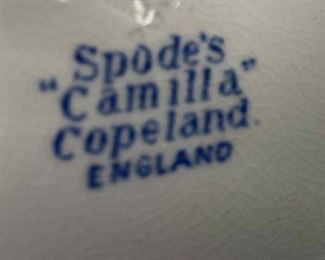 Spode's
"Camilla"
Copeland.
ENGLAND